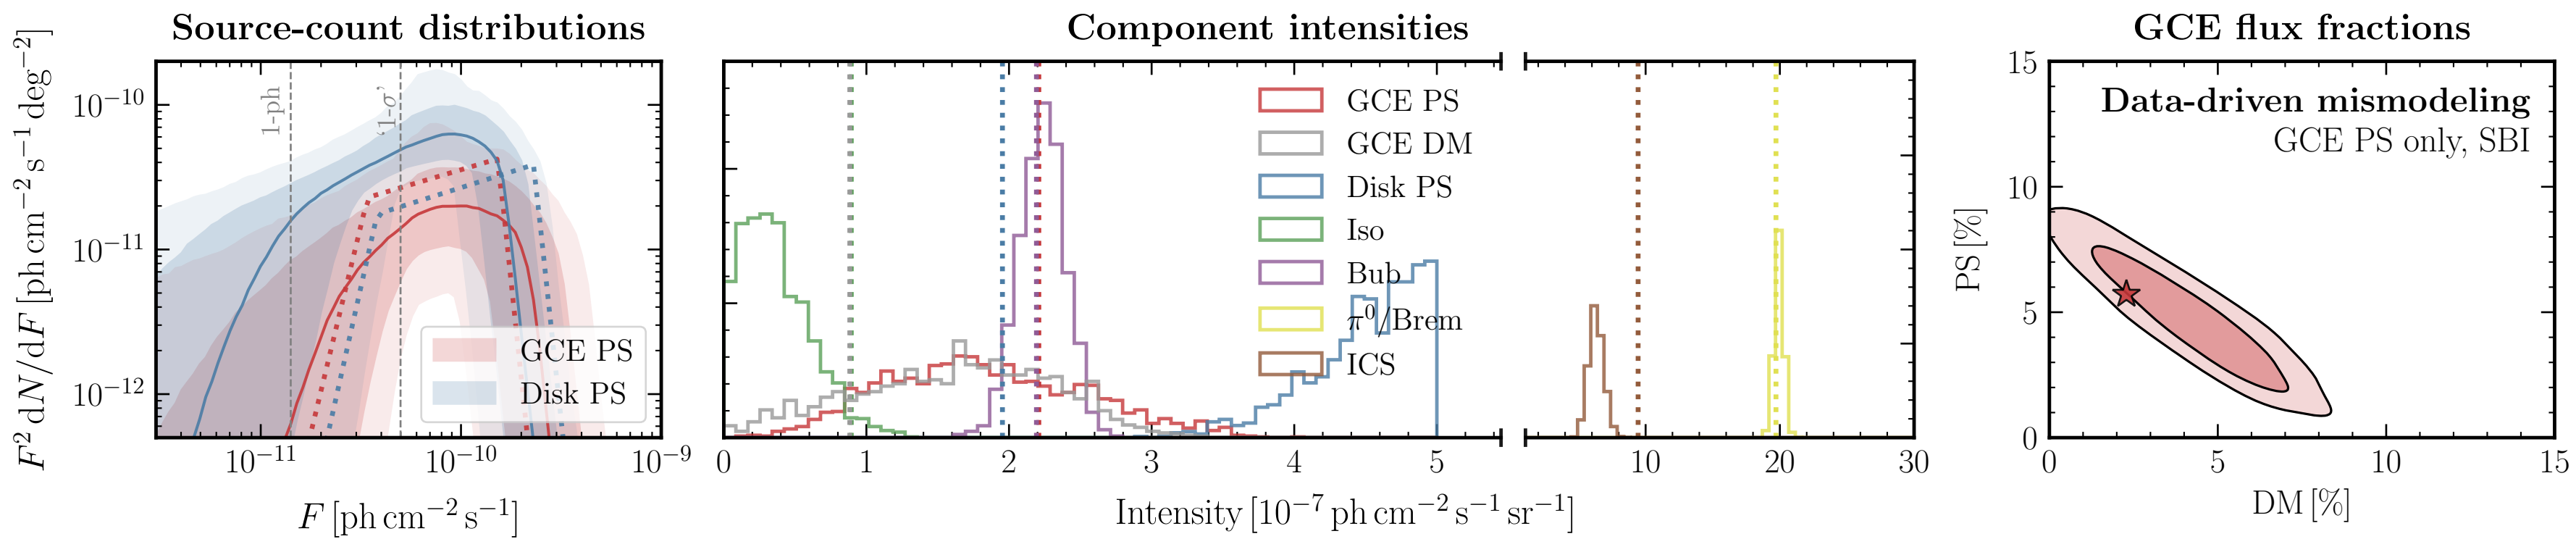 Source-count distributions
F² dN/dF [ph cm⁻² s⁻¹ deg⁻²]
10⁻¹⁰
10⁻¹¹
10⁻¹²
1-ph
‘1-σ’
GCE PS
Disk PS
10⁻¹¹ 10⁻¹⁰ 10⁻⁹
F [ph cm⁻² s⁻¹]
Component intensities
GCE PS
GCE DM
Disk PS
Iso
Bub
π⁰/Brem
ICS
0 1 2 3 4 5 10 20 30
Intensity [10⁻⁷ ph cm⁻² s⁻¹ sr⁻¹]
GCE flux fractions
Data-driven mismodeling
GCE PS only, SBI
PS [%]
15
10
5
0
0 5 10 15
DM [%]